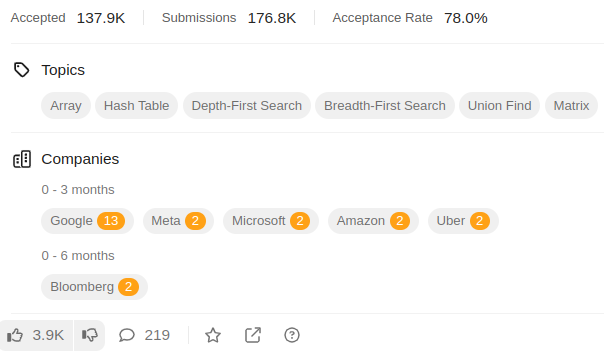 Accepted 137.9K Submissions 176.8K Acceptance Rate 78.0%
Topics
Array Hash Table Depth-First Search Breadth-First Search Union Find Matrix
Companies
0 - 3 months
Google 13 Meta 2 Microsoft 2 Amazon 2 Uber 2
0 - 6 months
Bloomberg 2
3.9K 219